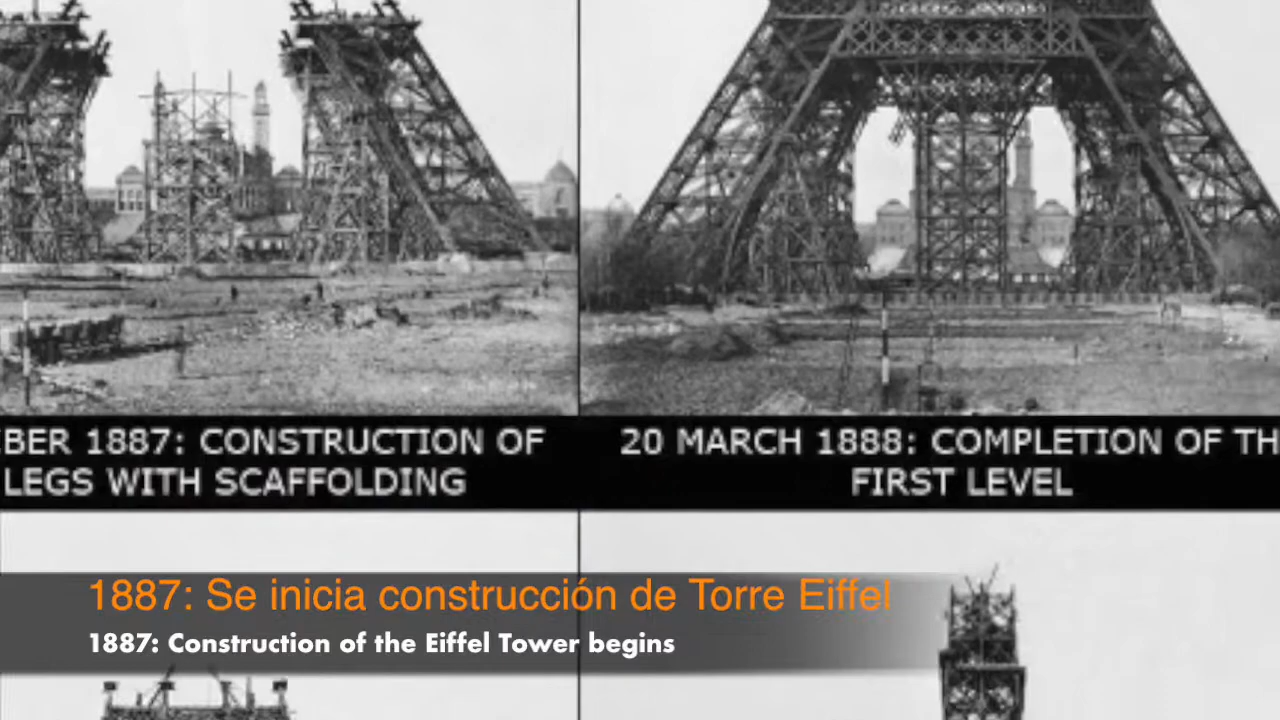 BER 1887: CONSTRUCTION OF
LEGS WITH SCAFFOLDING
20 MARCH 1888: COMPLETION OF TH
FIRST LEVEL
1887: Se inicia construcción de Torre Eiffel
1887: Construction of the Eiffel Tower begins